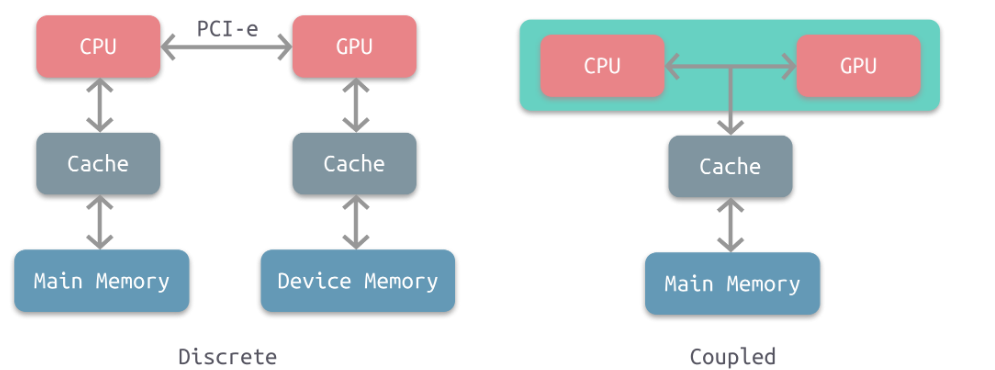 PCI-e
CPU
GPU
CPU
GPU
Cache
Cache
Cache
Main Memory
Device Memory
Main Memory
Discrete
Coupled